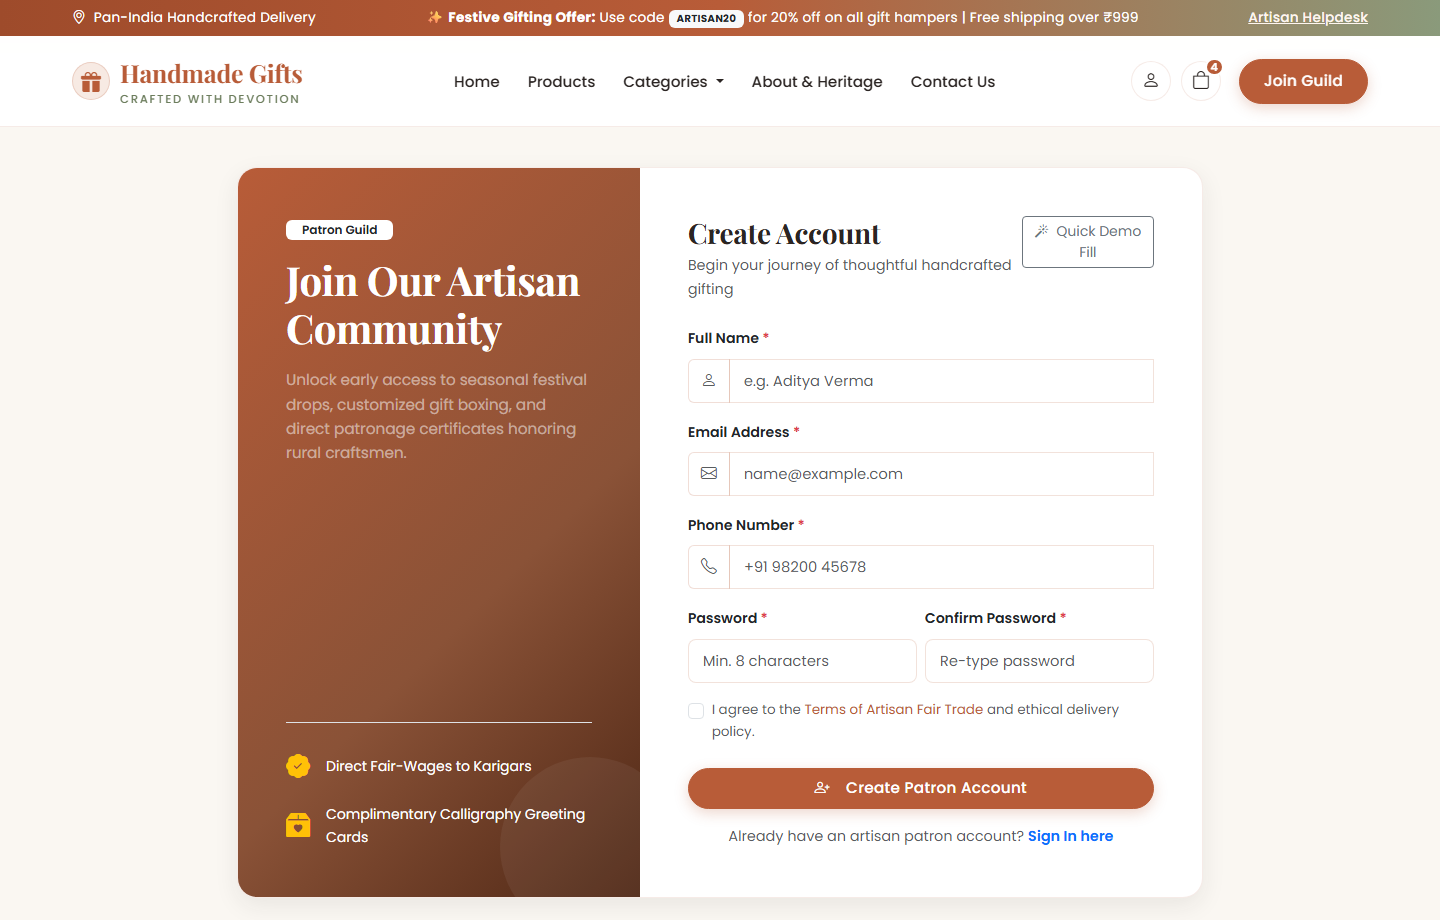 Pan-India Handcrafted Delivery
✨ Festive Gifting Offer: Use code ARTISAN20 for 20% off on all gift hampers | Free shipping over ₹999
Artisan Helpdesk
Handmade Gifts
CRAFTED WITH DEVOTION
Home
Products
Categories
About & Heritage
Contact Us
4
Join Guild
Patron Guild
Join Our Artisan
Community
Unlock early access to seasonal festival
drops, customized gift boxing, and
direct patronage certificates honoring
rural craftsmen.
Direct Fair-Wages to Karigars
Complimentary Calligraphy Greeting
Cards
Create Account
Begin your journey of thoughtful handcrafted
gifting
Quick Demo
Fill
Full Name *
e.g. Aditya Verma
Email Address *
name@example.com
Phone Number *
+91 98200 45678
Password *
Confirm Password *
Min. 8 characters
Re-type password
I agree to the Terms of Artisan Fair Trade and ethical delivery
policy.
Create Patron Account
Already have an artisan patron account? Sign In here